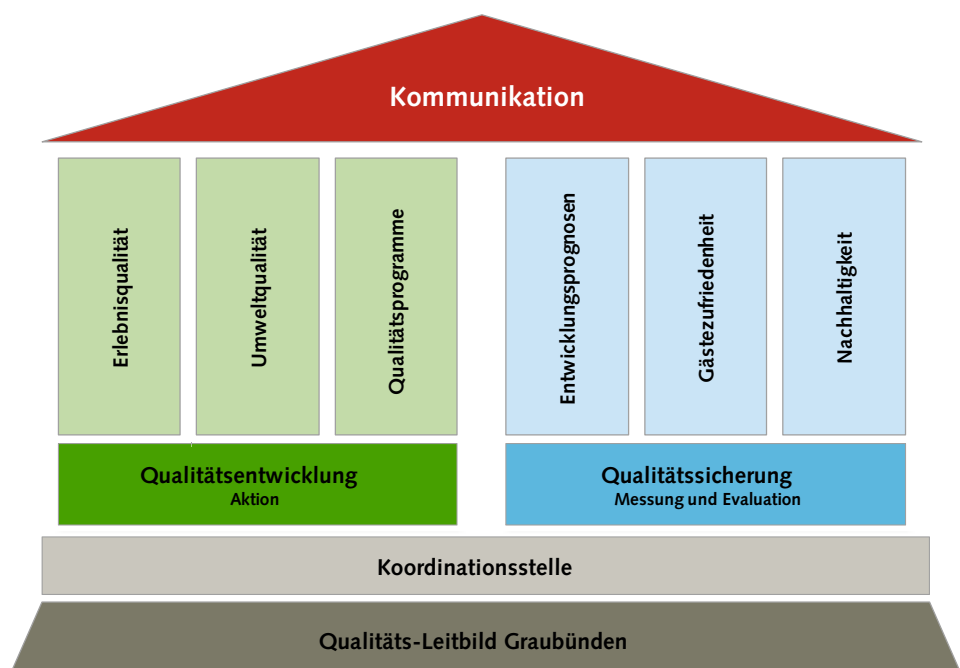 Kommunikation
Erlebnisqualität
Umweltqualität
Qualitätsprogramme
Entwicklungsprognosen
Gästezufriedenheit
Nachhaltigkeit
Qualitätsentwicklung
Aktion
Qualitätssicherung
Messung und Evaluation
Koordinationsstelle
Qualitäts-Leitbild Graubünden